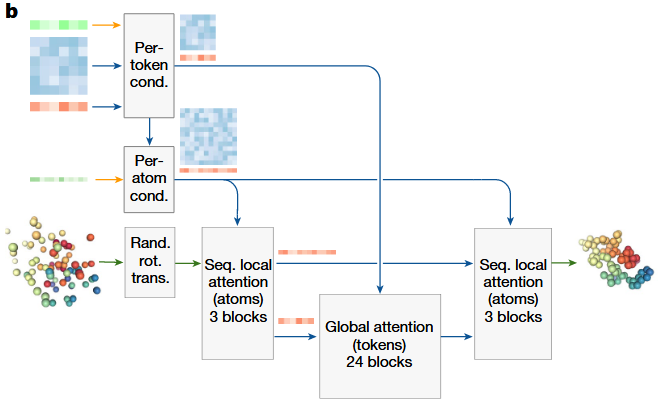 b
Per-
token
cond.
Per-
atom
cond.
Rand.
rot.
trans.
Seq. local
attention
(atoms)
3 blocks
Global attention
(tokens)
24 blocks
Seq. local
attention
(atoms)
3 blocks